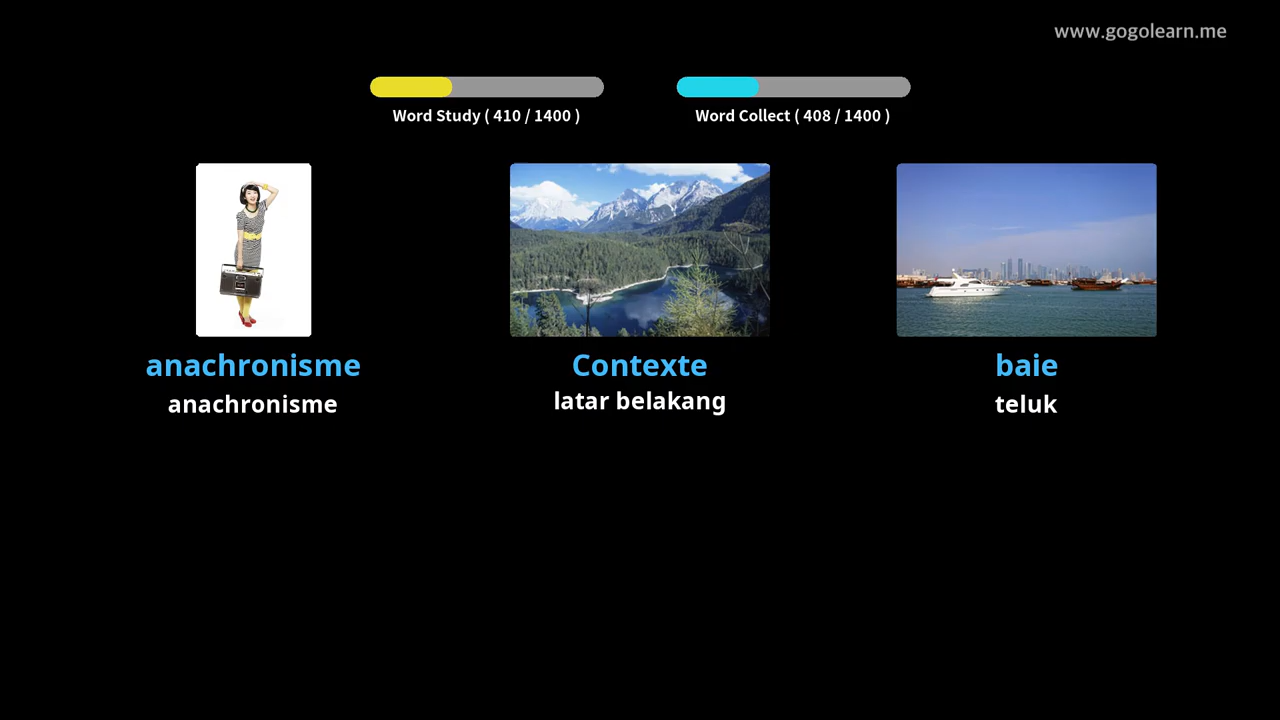 www.gogolearn.me
Word Study ( 410 / 1400 )
Word Collect ( 408 / 1400 )
anachronisme
anachronisme
Contexte
latar belakang
baie
teluk